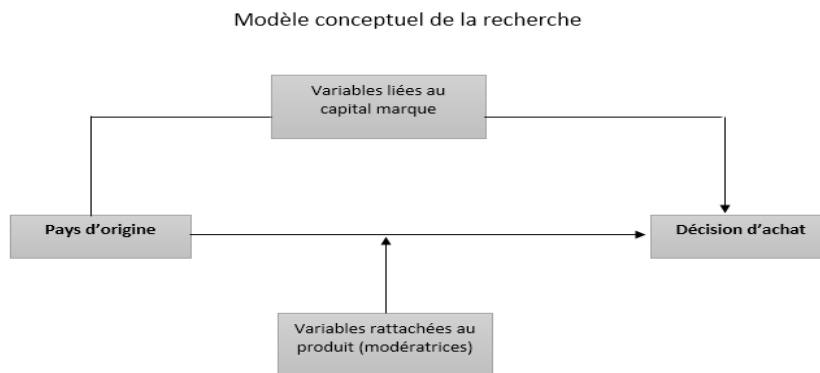 Modèle conceptuel de la recherche
Variables liées au
capital marque
Pays d'origine
Décision d'achat
Variables rattachées au
produit (modératrices)